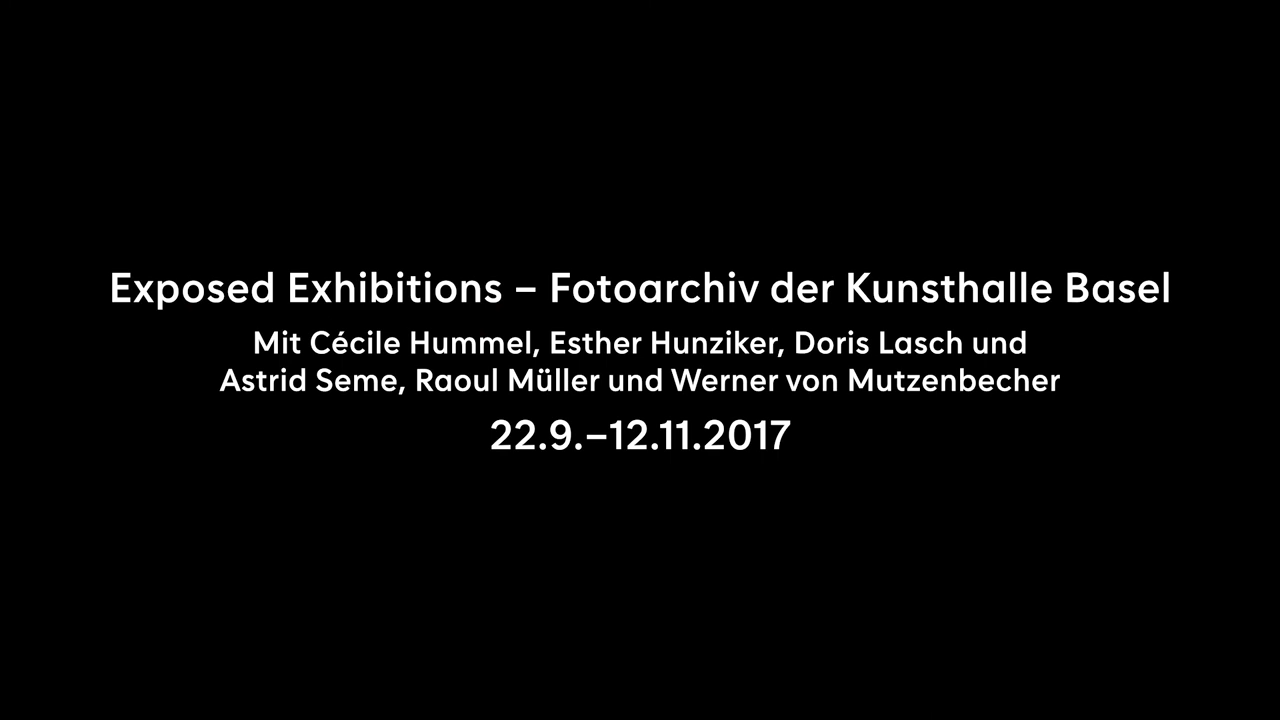 Exposed Exhibitions – Fotoarchiv der Kunsthalle Basel
Mit Cécile Hummel, Esther Hunziker, Doris Lasch und
Astrid Seme, Raoul Müller und Werner von Mutzenbecher
22.9.–12.11.2017